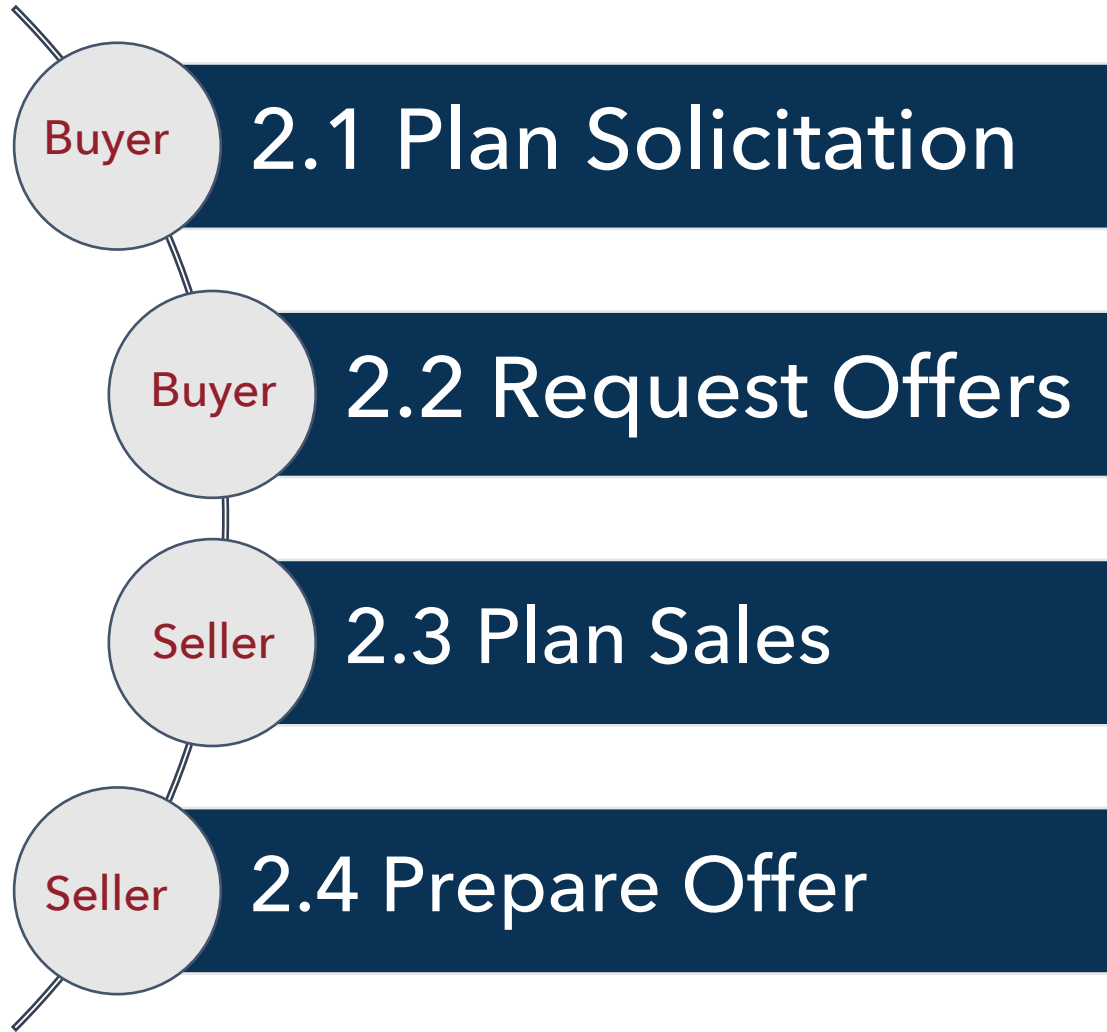 Buyer
2.1 Plan Solicitation
Buyer
2.2 Request Offers
Seller
2.3 Plan Sales
Seller
2.4 Prepare Offer